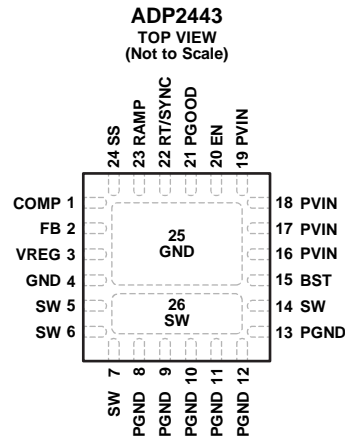 ADP2443
TOP VIEW
(Not to Scale)
24 SS
23 RAMP
22 RT/SYNC
21 PGOOD
20 EN
19 PVIN
COMP 1
FB 2
VREG 3
GND 4
SW 5
SW 6
25
GND
26
SW
18 PVIN
17 PVIN
16 PVIN
15 BST
14 SW
13 PGND
SW 7
PGND 8
PGND 9
PGND 10
PGND 11
PGND 12